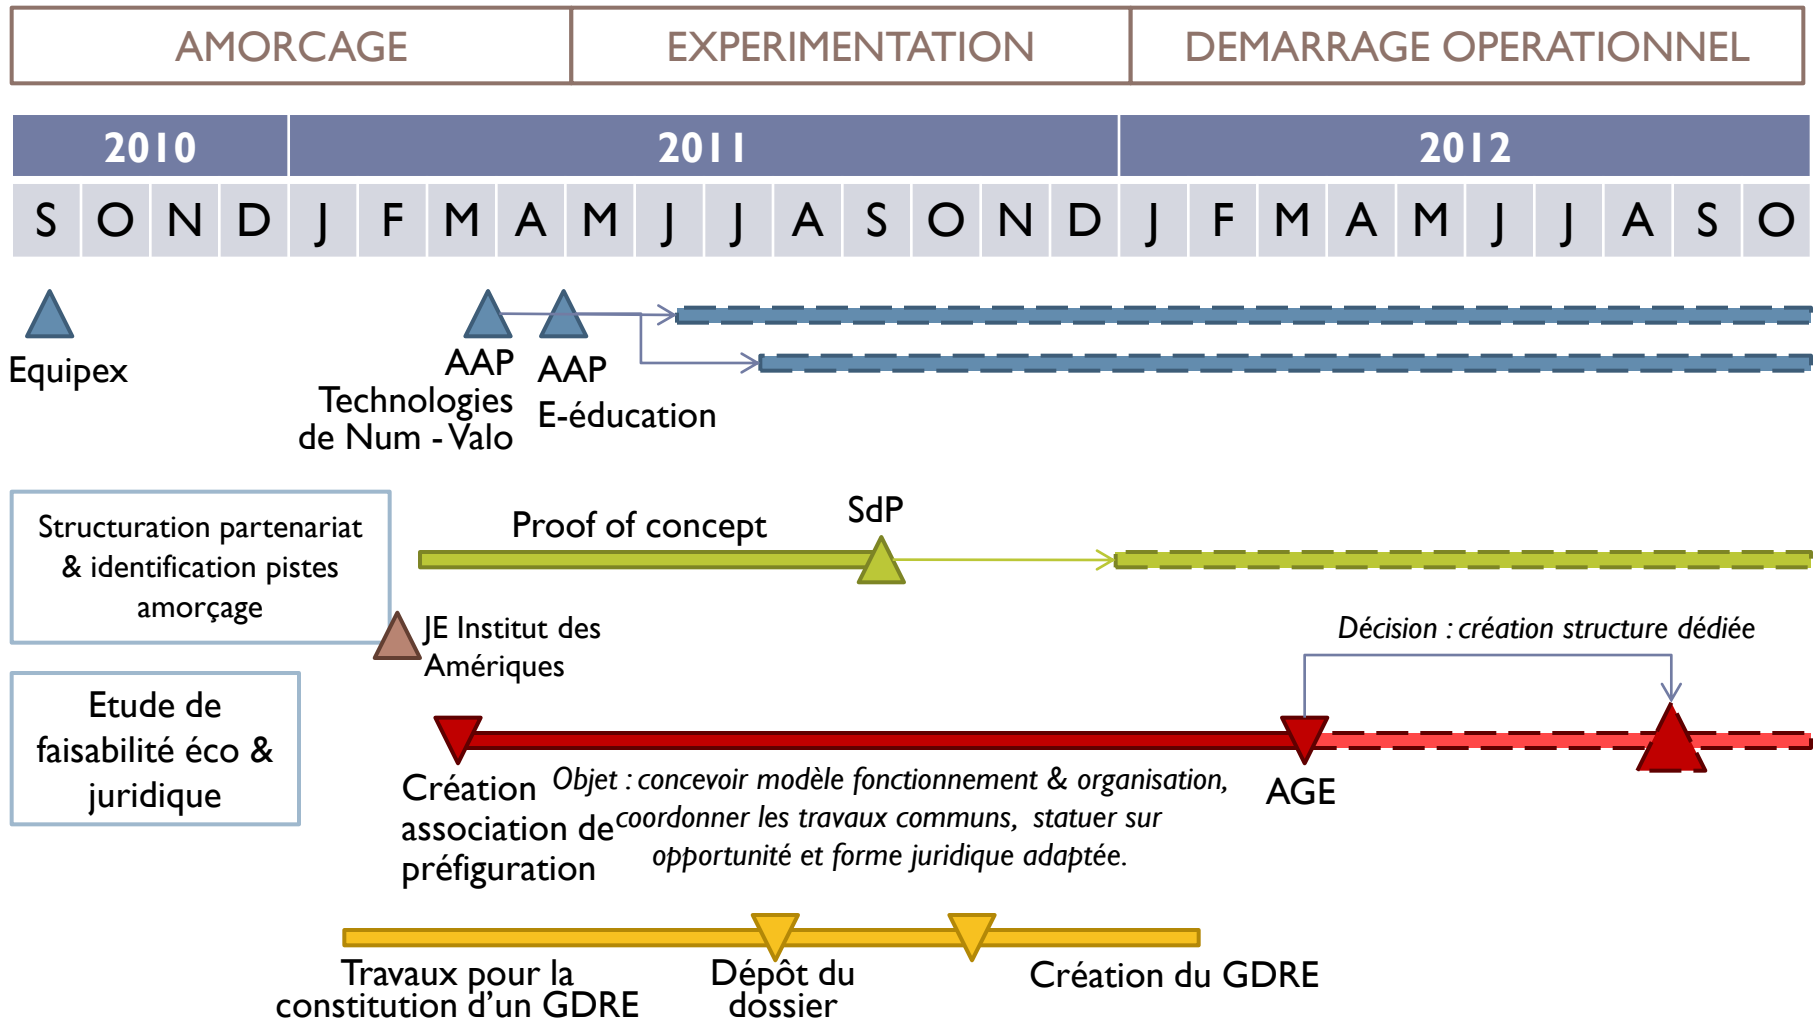 AMORCAGE EXPERIMENTATION DEMARRAGE OPERATIONNEL
2010 2011 2012
S O N D J F M A M J J A S O N D J F M A M J J A S O
Equipex
AAP
Technologies
de Num - Valo
AAP
E-éducation
Structuration partenariat
& identification pistes
amorçage
Proof of concept
SdP
JE Institut des
Amériques
Décision : création structure dédiée
Etude de
faisabilité éco &
juridique
Création
association de
préfiguration
Objet : concevoir modèle fonctionnement & organisation,
coordonner les travaux communs, statuer sur
opportunité et forme juridique adaptée.
AGE
Travaux pour la
constitution d'un GDRE
Dépôt du
dossier
Création du GDRE